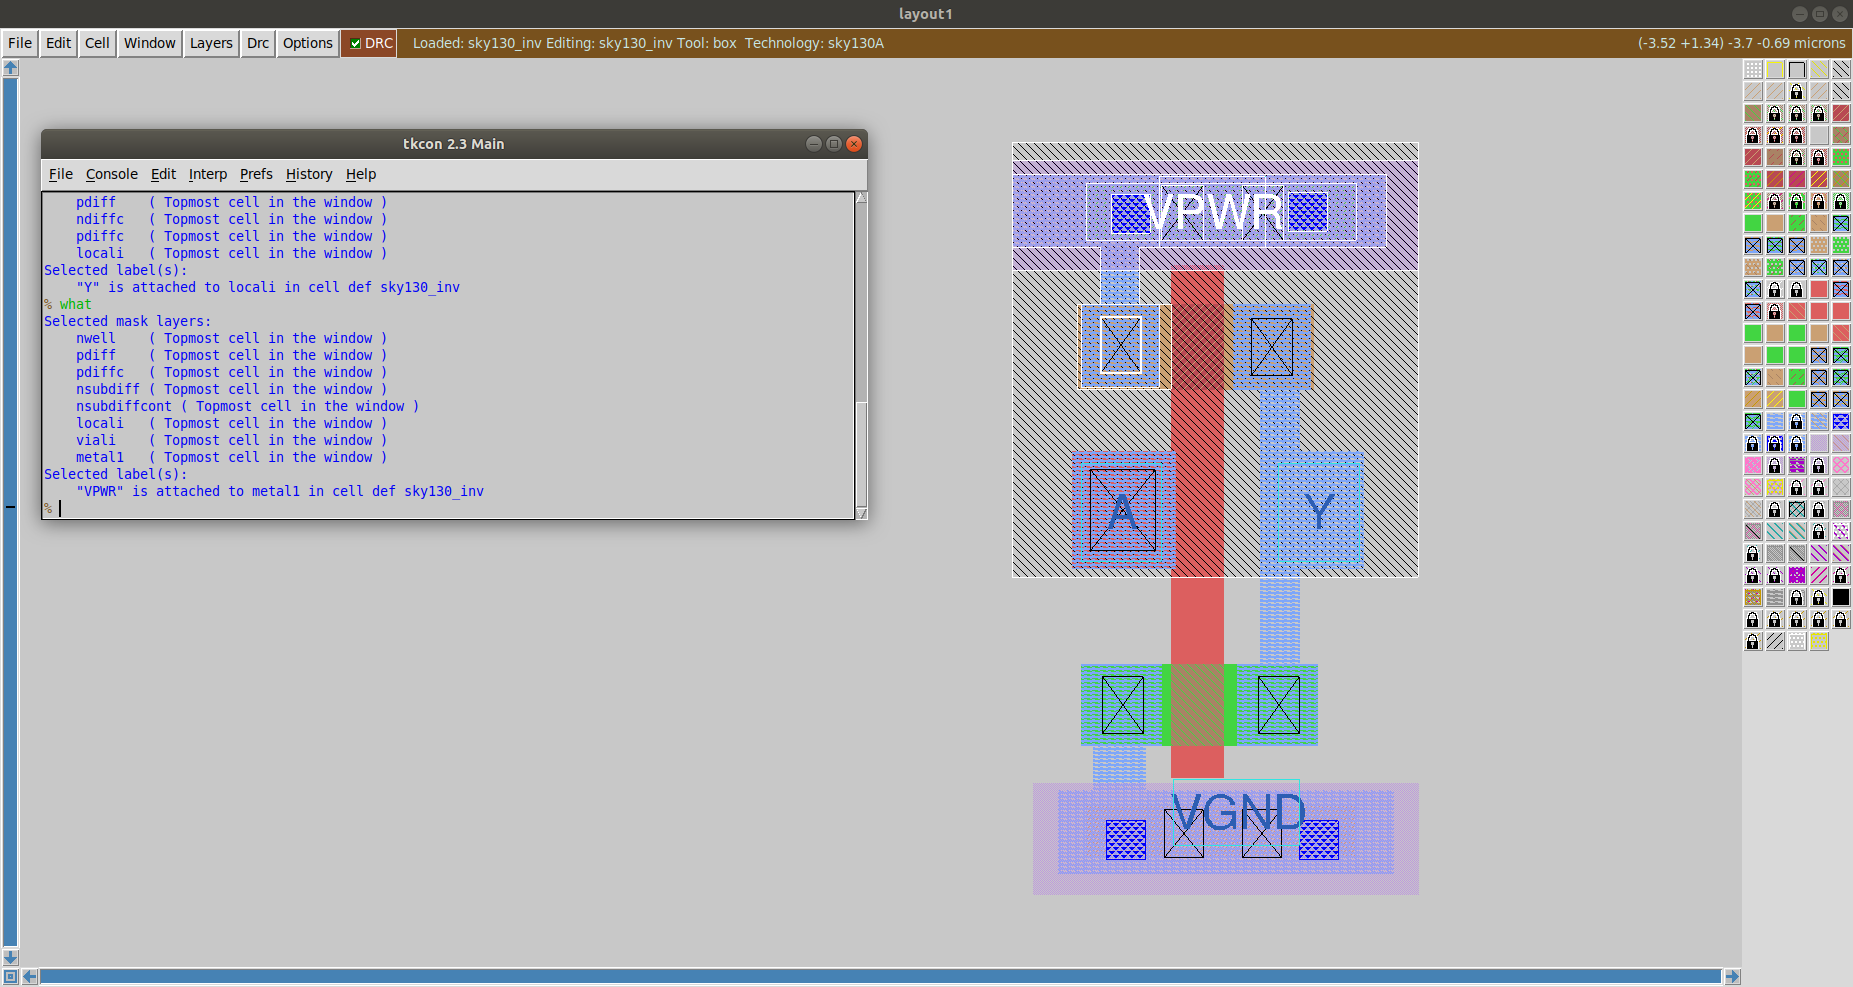 layout1
File Edit Cell Window Layers Drc Options DRC Loaded: sky130_inv Editing: sky130_inv Tool: box Technology: sky130A (-3.52 +1.34) -3.7 -0.69 microns
tkcon 2.3 Main
File Console Edit Interp Prefs History Help
pdiff ( Topmost cell in the window )
ndiffc ( Topmost cell in the window )
pdiffc ( Topmost cell in the window )
locali ( Topmost cell in the window )
Selected label(s):
"Y" is attached to locali in cell def sky130_inv
% what
Selected mask layers:
nwell ( Topmost cell in the window )
pdiff ( Topmost cell in the window )
pdiffc ( Topmost cell in the window )
nsubdiff ( Topmost cell in the window )
nsubdiffcont ( Topmost cell in the window )
locali ( Topmost cell in the window )
viali ( Topmost cell in the window )
metal1 ( Topmost cell in the window )
Selected label(s):
"VPWR" is attached to metal1 in cell def sky130_inv
%
VPWR
A Y
VGND